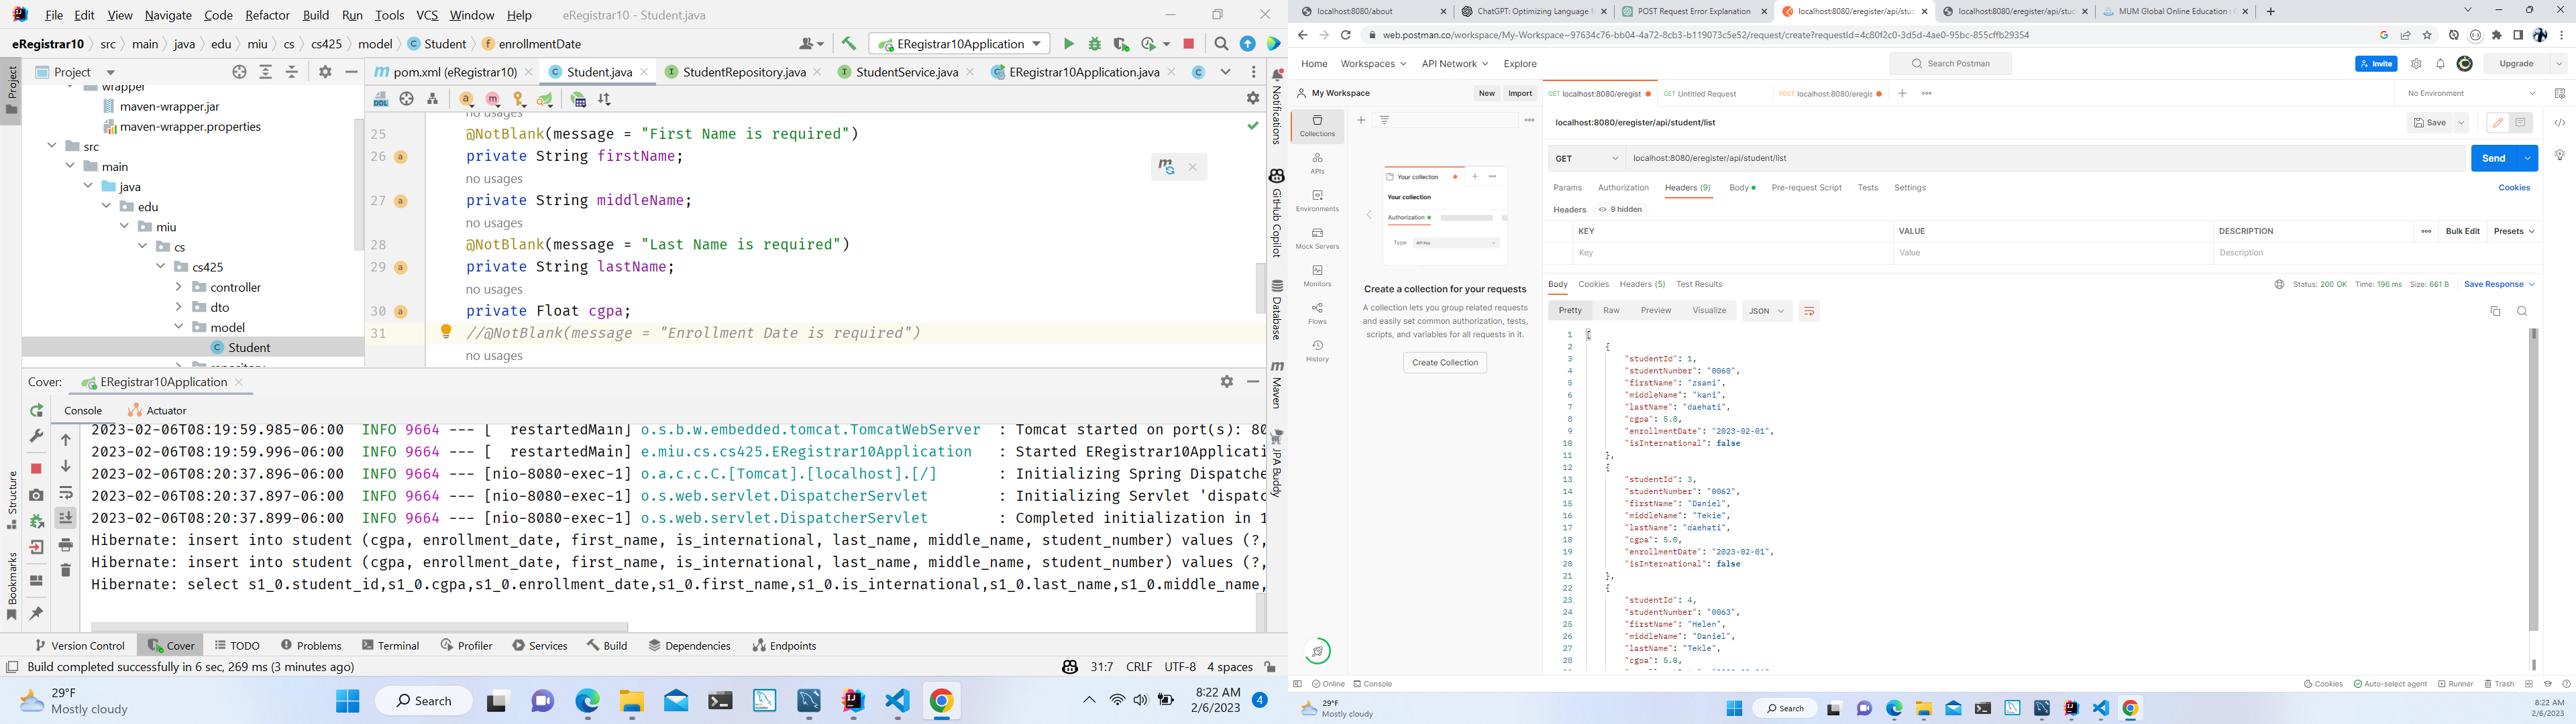 File Edit View Navigate Code Refactor Build Run Tools VCS Window Help eRegistrar10 - Student.java
eRegistrar10 src main java edu miu cs cs425 model Student enrollmentDate
ERegistrar10Application
Project
Project
wrapper
maven-wrapper.jar
maven-wrapper.properties
src
main
java
edu
miu
cs
cs425
controller
dto
model
Student
pom.xml (eRegistrar10) Student.java StudentRepository.java StudentService.java ERegistrar10Application.java
no usages
25 @NotBlank(message = "First Name is required")
26 private String firstName;
no usages
27 private String middleName;
no usages
28 @NotBlank(message = "Last Name is required")
29 private String lastName;
no usages
30 private Float cgpa;
31 //@NotBlank(message = "Enrollment Date is required")
no usages
Notifications
GitHub Copilot
Database
Maven
JPA Buddy
Structure
Bookmarks
Cover: ERegistrar10Application
Console Actuator
2023-02-06T08:19:59.985-06:00 INFO 9664 --- [ restartedMain] o.s.b.w.embedded.tomcat.TomcatWebServer : Tomcat started on port(s): 80
2023-02-06T08:19:59.996-06:00 INFO 9664 --- [ restartedMain] e.miu.cs.cs425.ERegistrar10Application : Started ERegistrar10Applicati
2023-02-06T08:20:37.896-06:00 INFO 9664 --- [nio-8080-exec-1] o.a.c.c.C.[Tomcat].[localhost].[/] : Initializing Spring Dispatche
2023-02-06T08:20:37.897-06:00 INFO 9664 --- [nio-8080-exec-1] o.s.web.servlet.DispatcherServlet : Initializing Servlet 'dispatc
2023-02-06T08:20:37.899-06:00 INFO 9664 --- [nio-8080-exec-1] o.s.web.servlet.DispatcherServlet : Completed initialization in 1
Hibernate: insert into student (cgpa, enrollment_date, first_name, is_international, last_name, middle_name, student_number) values (?,
Hibernate: insert into student (cgpa, enrollment_date, first_name, is_international, last_name, middle_name, student_number) values (?,
Hibernate: select s1_0.student_id,s1_0.cgpa,s1_0.enrollment_date,s1_0.first_name,s1_0.is_international,s1_0.last_name,s1_0.middle_name,
Version Control Cover TODO Problems Terminal Profiler Services Build Dependencies Endpoints
Build completed successfully in 6 sec, 269 ms (3 minutes ago) 31:7 CRLF UTF-8 4 spaces
29°F
Mostly cloudy
Search
8:22 AM
2/6/2023
4
localhost:8080/about ChatGPT: Optimizing Language POST Request Error Explanation localhost:8080/eregister/api/stud localhost:8080/eregister/api/stud MUM Global Online Education :
web.postman.co/workspace/My-Workspace~97634c76-bb04-4a72-8cb3-b119073c5e52/request/create?requestId=4c80f2c0-3d5d-4ae0-95bc-855cffb29354
Home Workspaces API Network Explore Search Postman Invite Upgrade
My Workspace New Import
GET localhost:8080/eregist GET Untitled Request POST localhost:8080/eregis No Environment
Collections
APIs
Environments
Mock Servers
Monitors
Flows
History
Your collection
Your collection
Authorization
Type API Key
Create a collection for your requests
A collection lets you group related requests
and easily set common authorization, tests,
scripts, and variables for all requests in it.
Create Collection
localhost:8080/eregister/api/student/list Save
GET localhost:8080/eregister/api/student/list Send
Params Authorization Headers (9) Body Pre-request Script Tests Settings Cookies
Headers 9 hidden
KEY VALUE DESCRIPTION Bulk Edit Presets
Key Value Description
Body Cookies Headers (5) Test Results Status: 200 OK Time: 196 ms Size: 661 B Save Response
Pretty Raw Preview Visualize JSON
1 [
2 {
3 "studentId": 1,
4 "studentNumber": "0060",
5 "firstName": "zsami",
6 "middleName": "kani",
7 "lastName": "daehati",
8 "cgpa": 5.0,
9 "enrollmentDate": "2023-02-01",
10 "isInternational": false
11 },
12 {
13 "studentId": 3,
14 "studentNumber": "0062",
15 "firstName": "Daniel",
16 "middleName": "Tekie",
17 "lastName": "daehati",
18 "cgpa": 5.0,
19 "enrollmentDate": "2023-02-01",
20 "isInternational": false
21 },
22 {
23 "studentId": 4,
24 "studentNumber": "0063",
25 "firstName": "Helen",
26 "middleName": "Daniel",
27 "lastName": "Tekle",
28 "cgpa": 5.0,
Online Console Cookies Auto-select agent Runner Trash
29°F
Mostly cloudy
Search
8:22 AM
2/6/2023